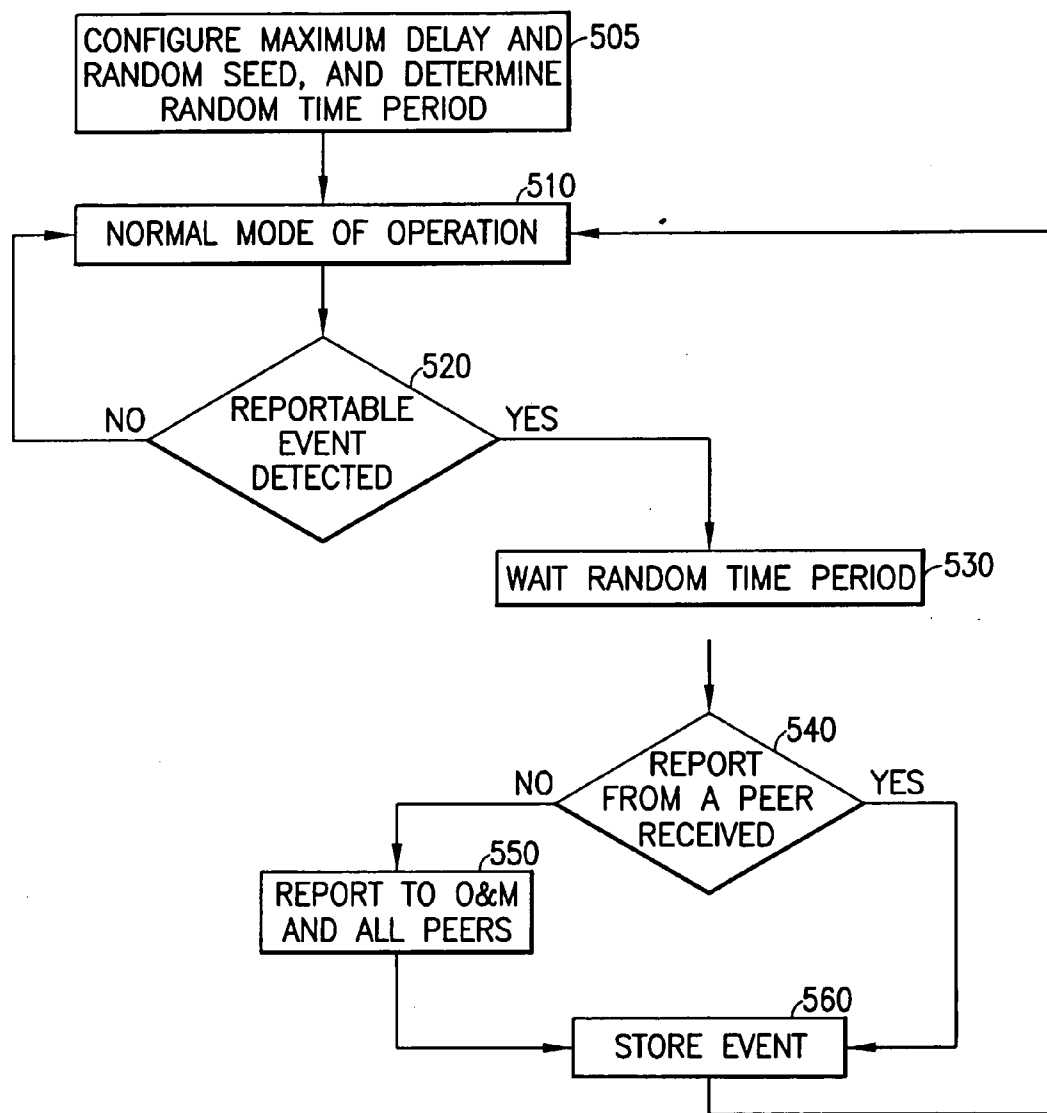 CONFIGURE MAXIMUM DELAY AND
RANDOM SEED, AND DETERMINE
RANDOM TIME PERIOD
505
510
NORMAL MODE OF OPERATION
520
NO
REPORTABLE
EVENT
DETECTED
YES
WAIT RANDOM TIME PERIOD
530
540
NO
REPORT
FROM A PEER
RECEIVED
YES
550
REPORT TO O&M
AND ALL PEERS
560
STORE EVENT